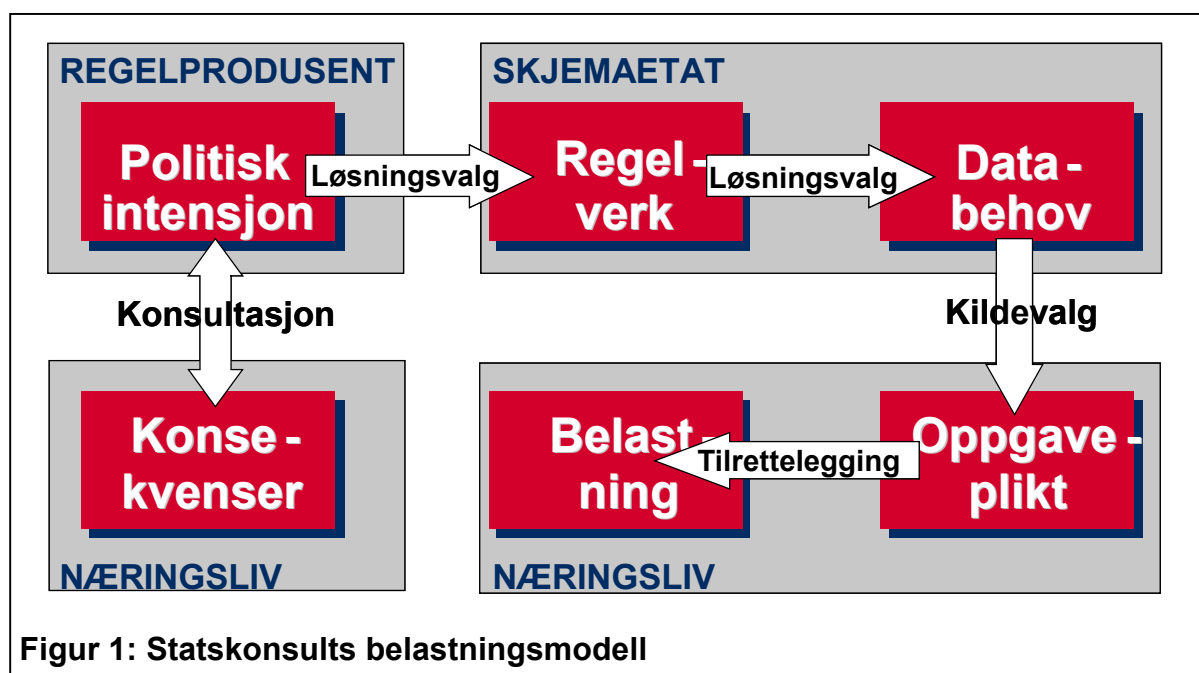 REGELPRODUSENT
Politisk
intensjon
Løsningsvalg
SKJEMAETAT
Regel-
verk
Løsningsvalg
Data-
behov
Konsultasjon
Kildevalg
Konse-
kvenser
NÆRINGSLIV
Belast-
ning
Tilrettelegging
Oppgave-
plikt
NÆRINGSLIV
Figur 1: Statskonsults belastningsmodell